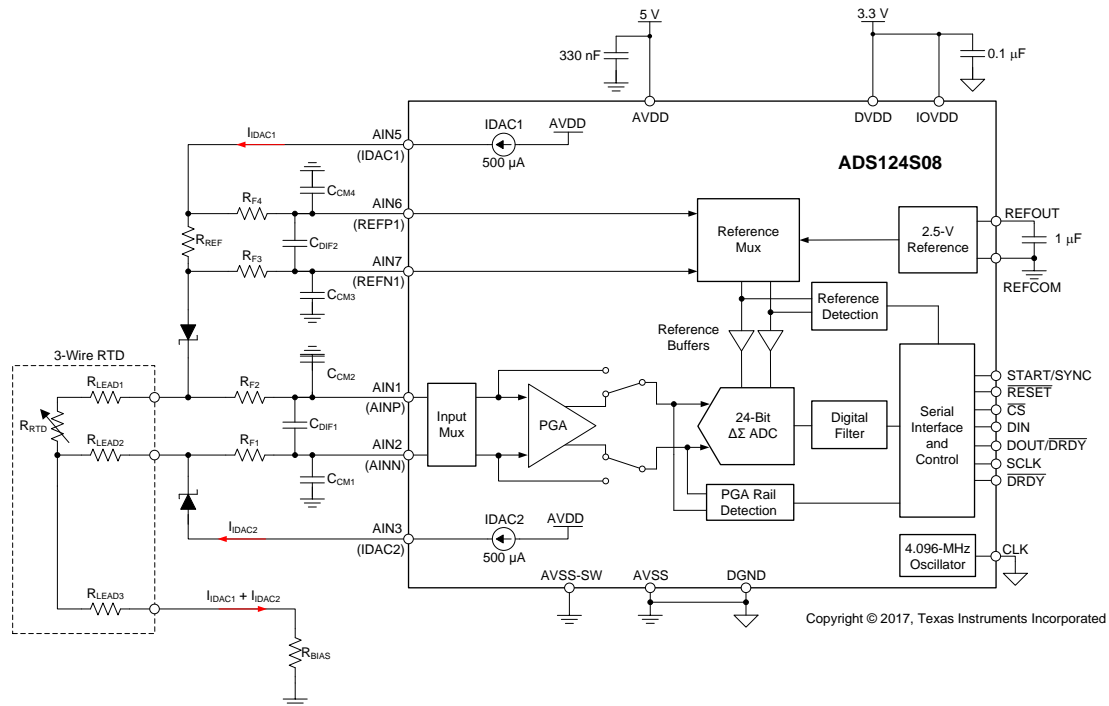 5 V
3.3 V
330 nF
0.1 μF
AVDD
DVDD
IOVDD
IDAC1
AVDD
500 μA
ADS124S08
IIDAC1
AIN5
(IDAC1)
CCM4
RF4
AIN6
(REFP1)
RREF
CDIF2
RF3
AIN7
(REFN1)
CCM3
Reference
Mux
2.5-V
Reference
REFOUT
1 μF
REFCOM
Reference
Detection
Reference
Buffers
3-Wire RTD
RLEAD1
RRTD
RLEAD2
RF2
CCM2
AIN1
(AINP)
CDIF1
RF1
AIN2
(AINN)
CCM1
Input
Mux
PGA
24-Bit
ΔΣ ADC
Digital
Filter
Serial
Interface
and
Control
START/SYNC
RESET
CS
DIN
DOUT/DRDY
SCLK
DRDY
PGA Rail
Detection
IIDAC2
AIN3
(IDAC2)
IDAC2
AVDD
500 μA
4.096-MHz
Oscillator
CLK
RLEAD3
IIDAC1 + IIDAC2
RBIAS
AVSS-SW
AVSS
DGND
Copyright © 2017, Texas Instruments Incorporated